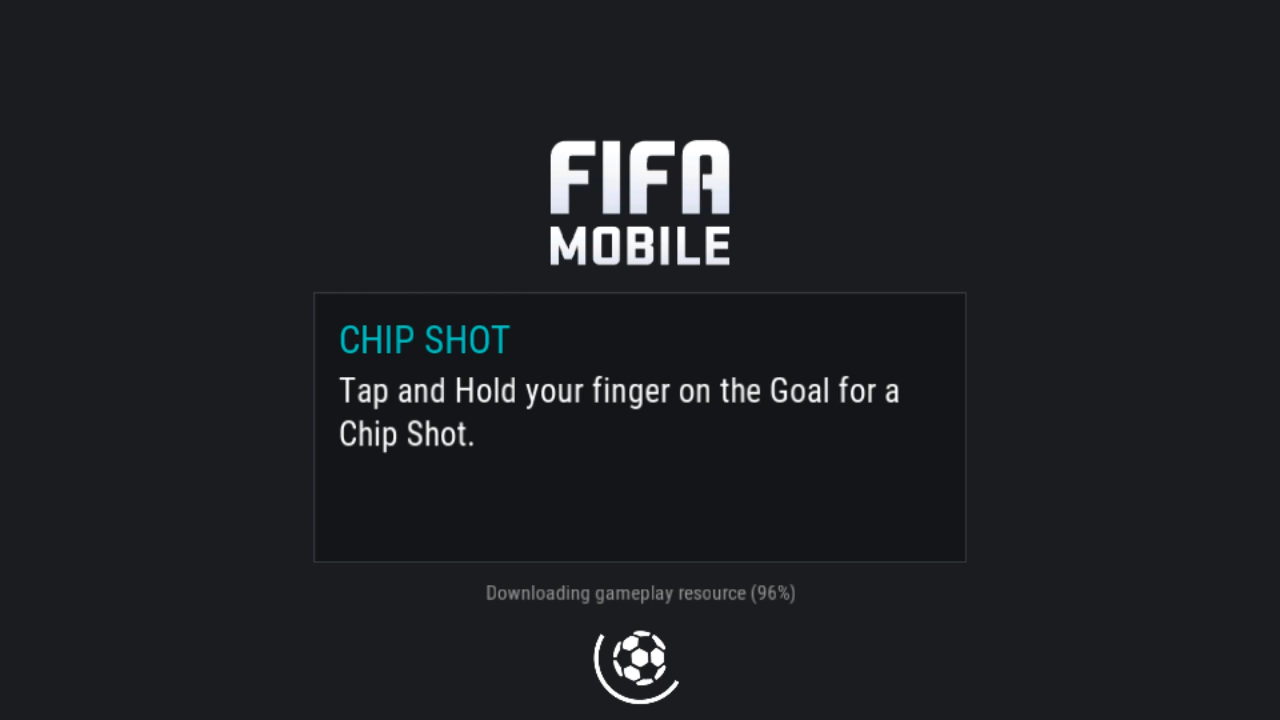 FIFA
MOBILE
CHIP SHOT
Tap and Hold your finger on the Goal for a
Chip Shot.
Downloading gameplay resource (96%)